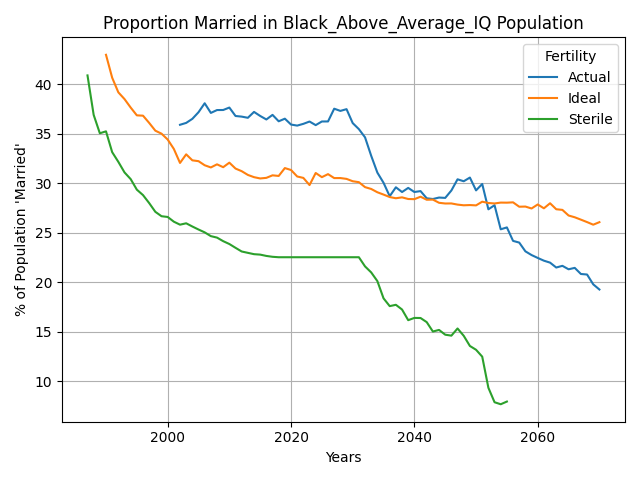 Proportion Married in Black_Above_Average_IQ Population
% of Population 'Married'
40
35
30
25
20
15
10
Fertility
Actual
Ideal
Sterile
2000 2020 2040 2060
Years